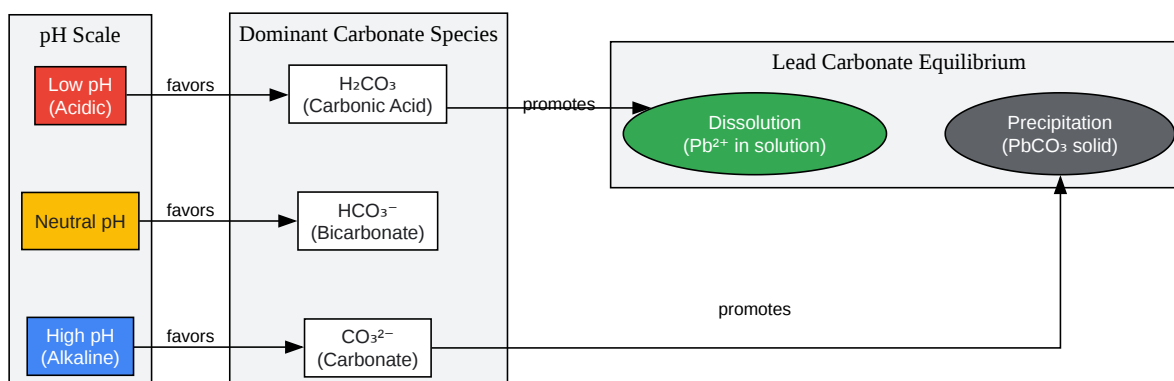 pH Scale
Dominant Carbonate Species
Lead Carbonate Equilibrium
Low pH
(Acidic)
favors
H₂CO₃
(Carbonic Acid)
promotes
Dissolution
(Pb²⁺ in solution)
Precipitation
(PbCO₃ solid)
Neutral pH
favors
HCO₃⁻
(Bicarbonate)
High pH
(Alkaline)
favors
CO₃²⁻
(Carbonate)
promotes